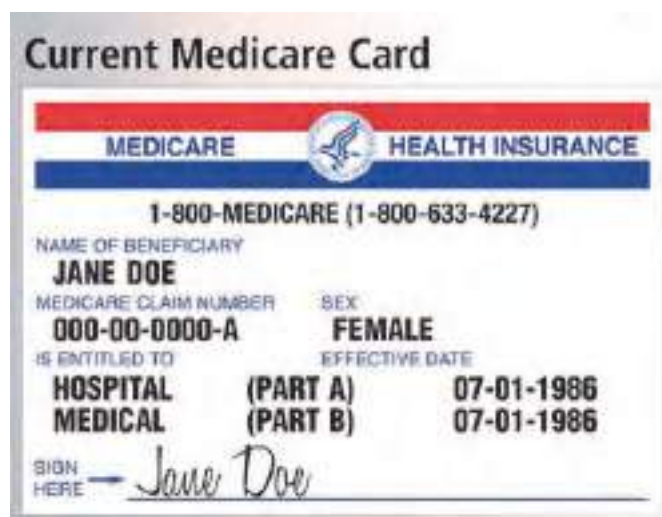 Current Medicare Card
MEDICARE HEALTH INSURANCE
1-800-MEDICARE (1-800-633-4227)
NAME OF BENEFICIARY
JANE DOE
MEDICARE CLAIM NUMBER SEX
000-00-0000-A FEMALE
IS ENTITLED TO EFFECTIVE DATE
HOSPITAL (PART A) 07-01-1986
MEDICAL (PART B) 07-01-1986
SIGN
HERE Jane Doe